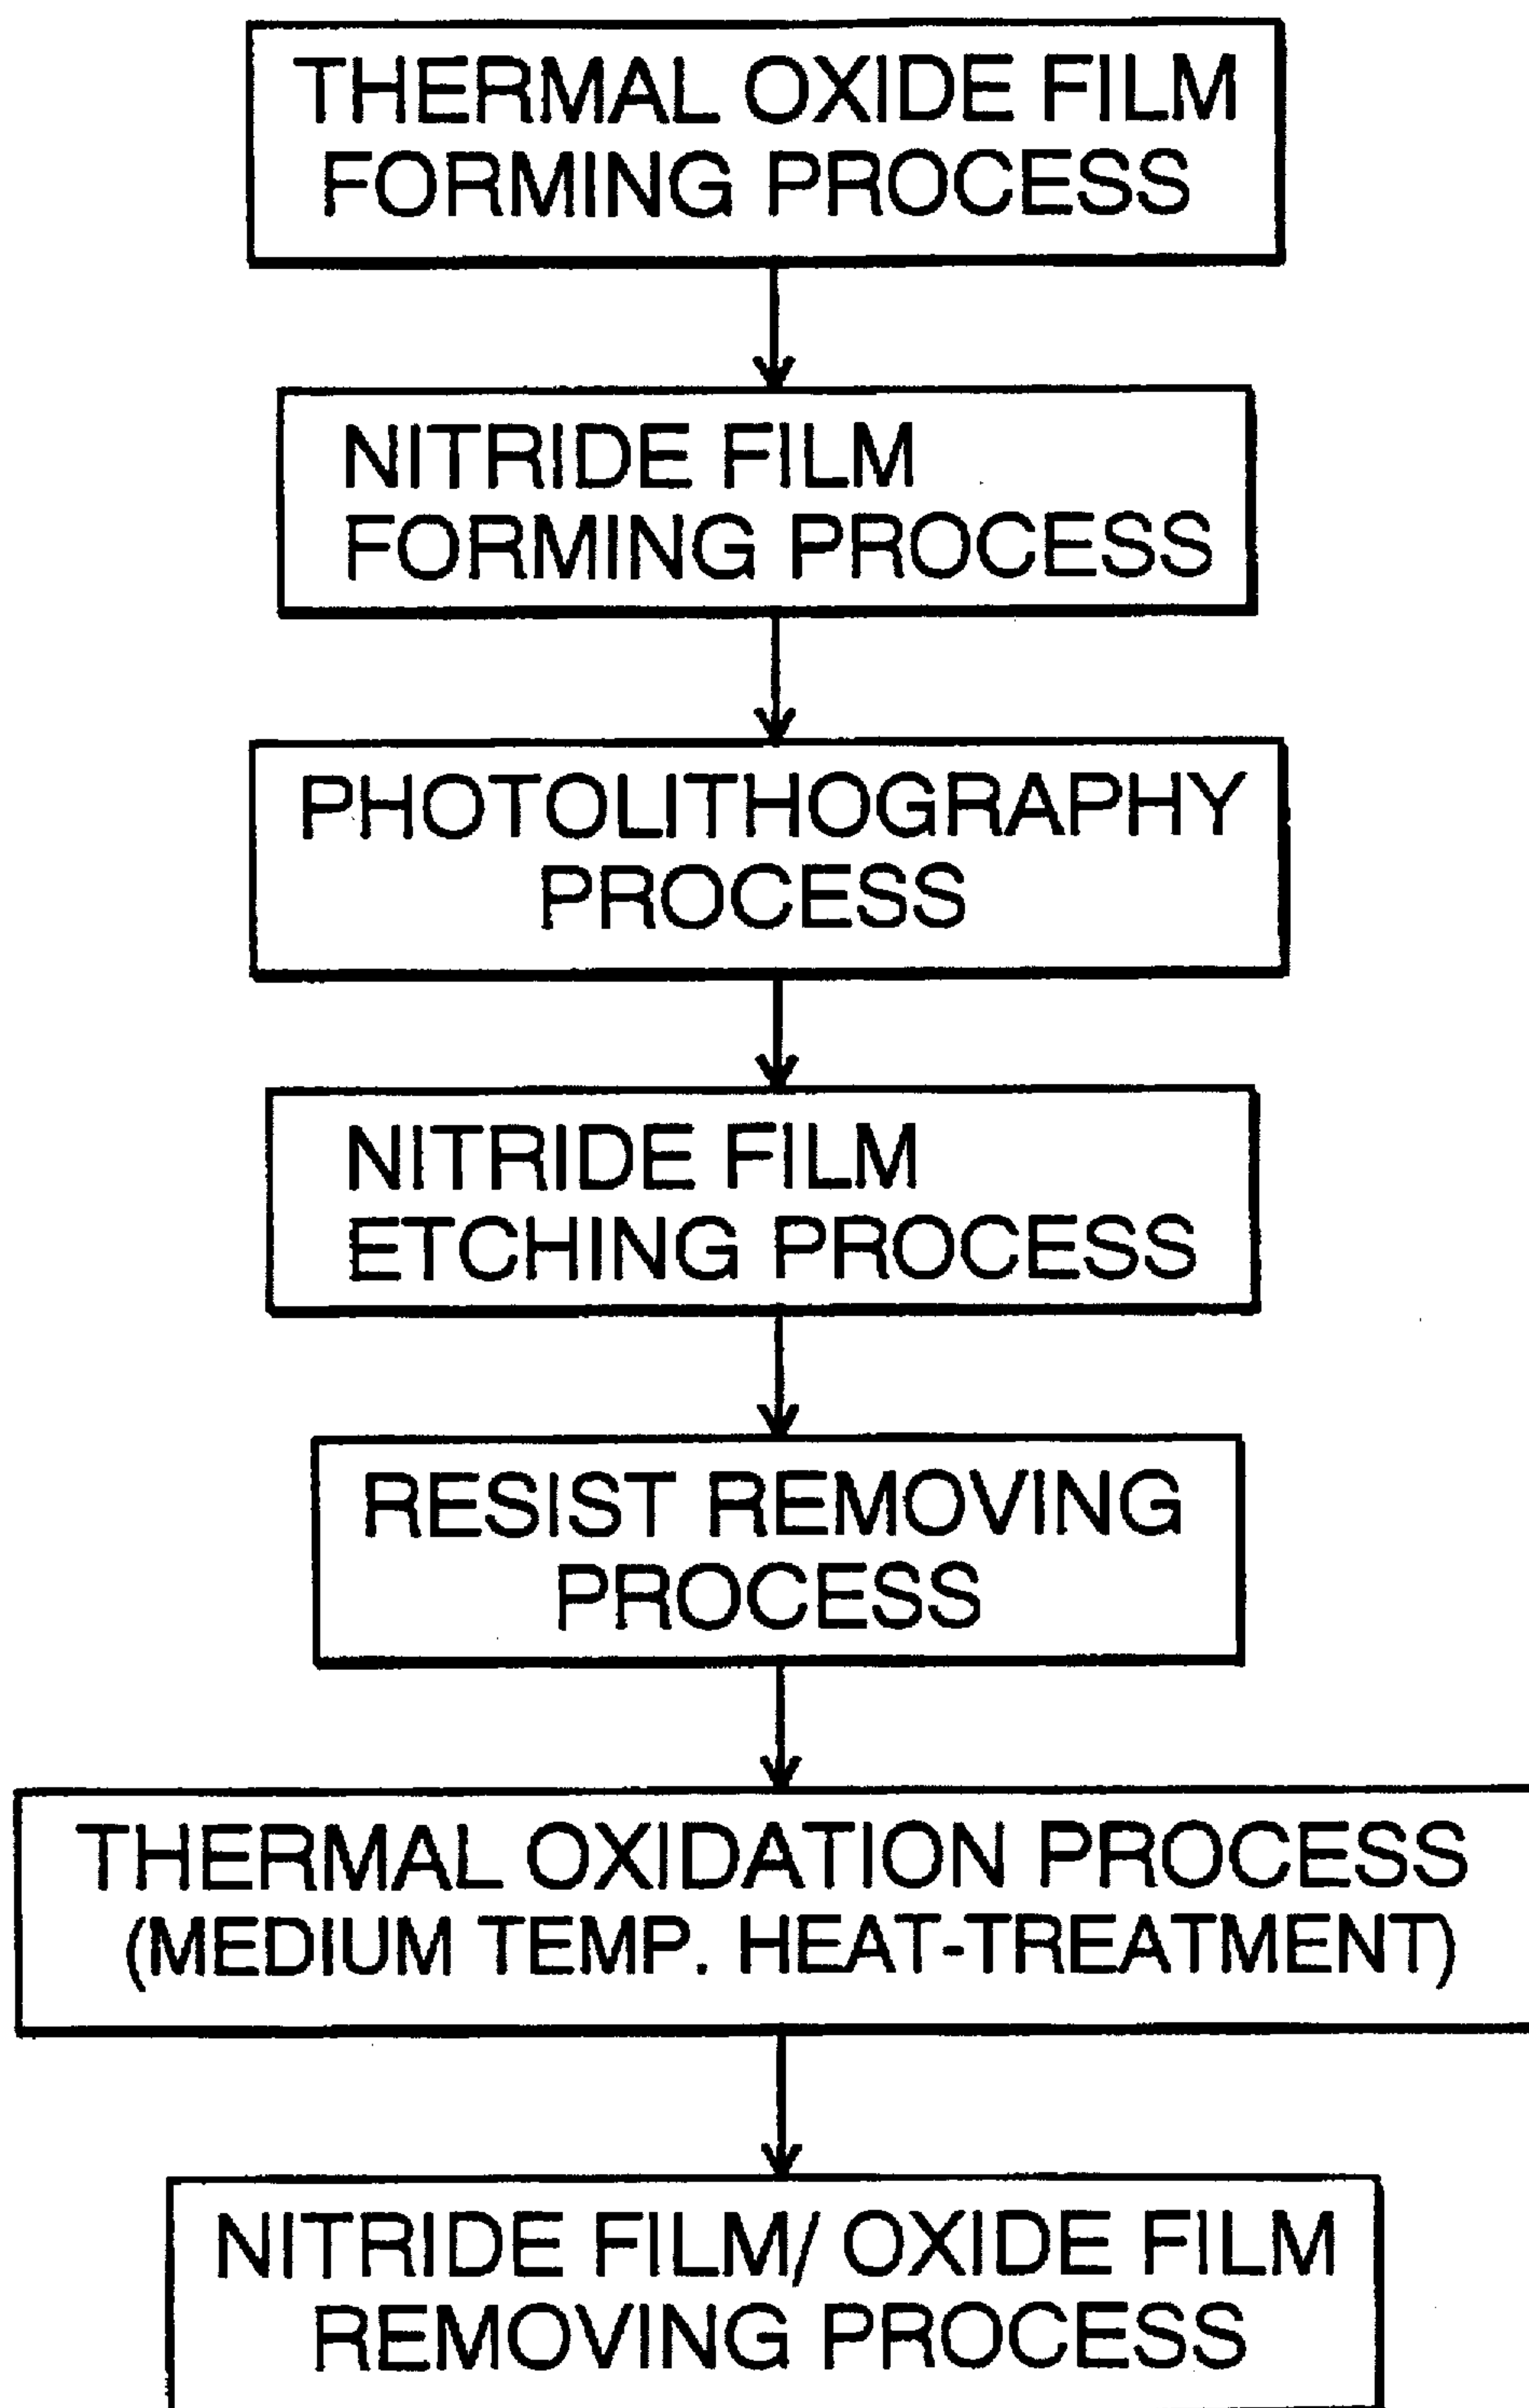 THERMAL OXIDE FILM
FORMING PROCESS
NITRIDE FILM
FORMING PROCESS
PHOTOLITHOGRAPHY
PROCESS
NITRIDE FILM
ETCHING PROCESS
RESIST REMOVING
PROCESS
THERMAL OXIDATION PROCESS
(MEDIUM TEMP. HEAT-TREATMENT)
NITRIDE FILM/ OXIDE FILM
REMOVING PROCESS